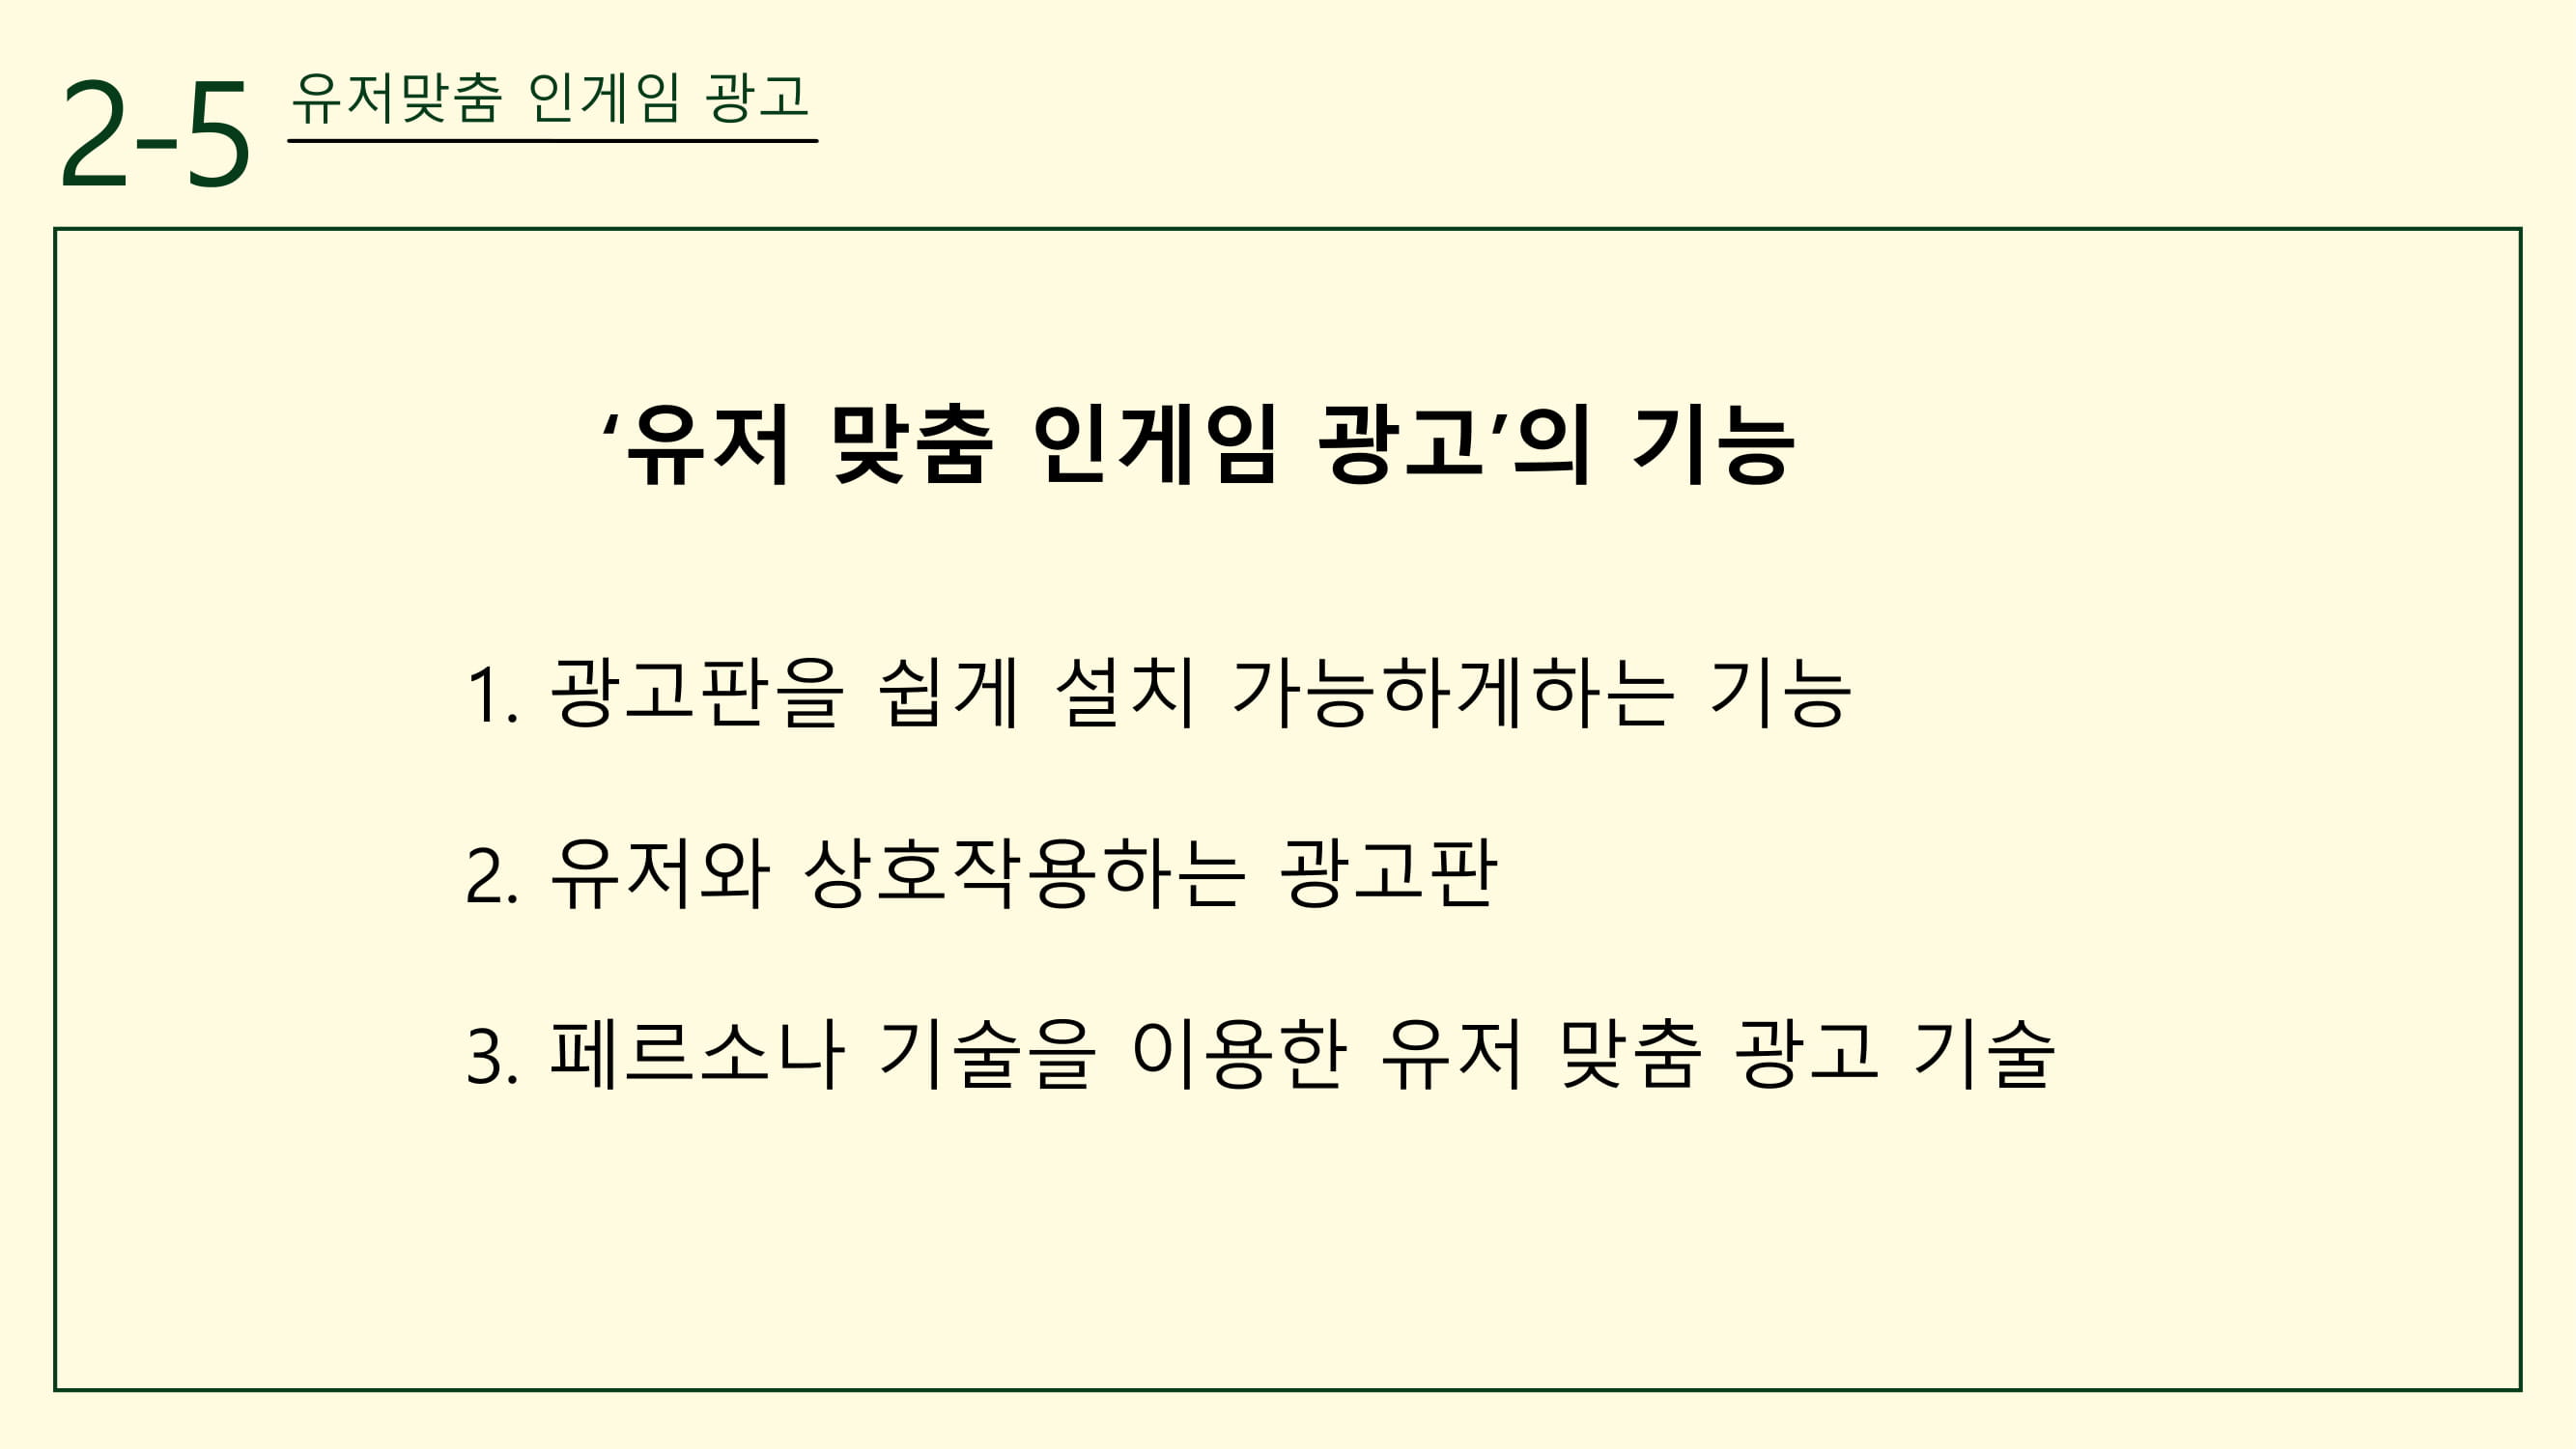 2-5
유저맞춤 인게임 광고
‘유저 맞춤 인게임 광고’의 기능
1. 광고판을 쉽게 설치 가능하게하는 기능
2. 유저와 상호작용하는 광고판
3. 페르소나 기술을 이용한 유저 맞춤 광고 기술